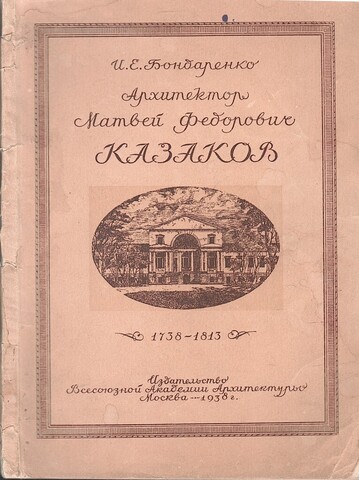 И. Е. Бондаренко
Архитектор
Матвей Федорович
КАЗАКОВ
1738-1813
Издательство
Всесоюзной Академии Архитектуры
Москва — 1938 г.